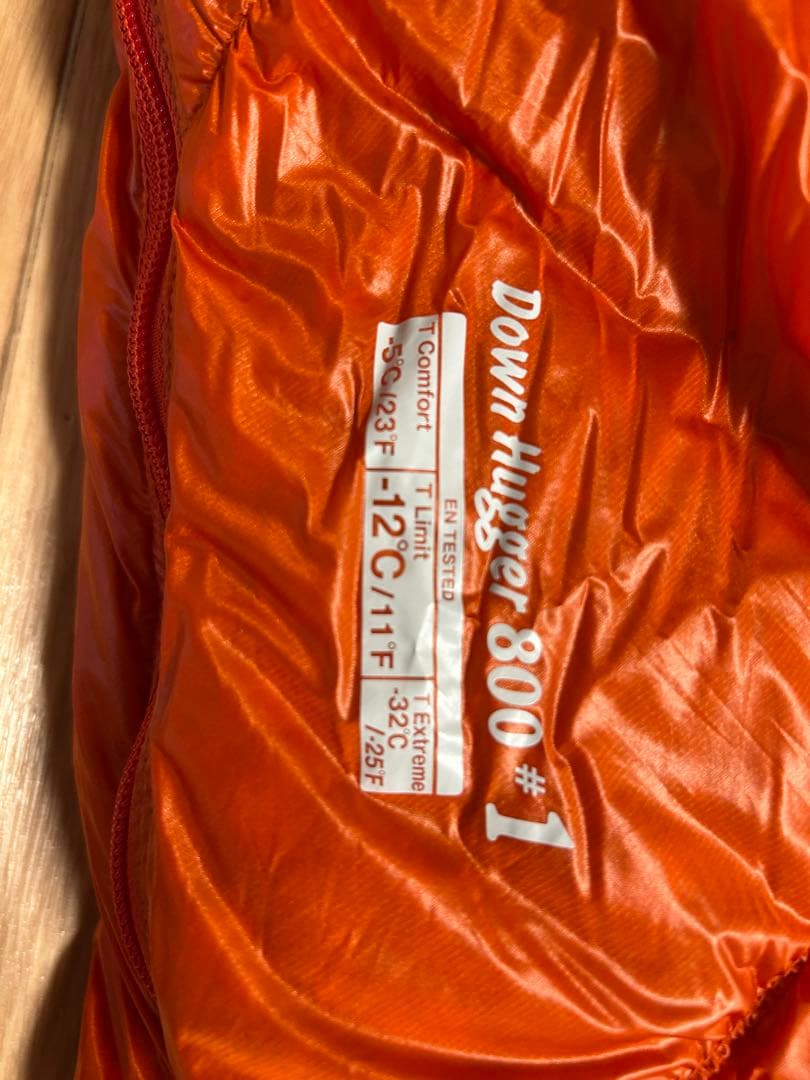 Down Hugger 800 #1
EN TESTED
T Comfort
-5°C/23°F
T Limit
-12°C/11°F
T Extreme
-32°C
/-25°F